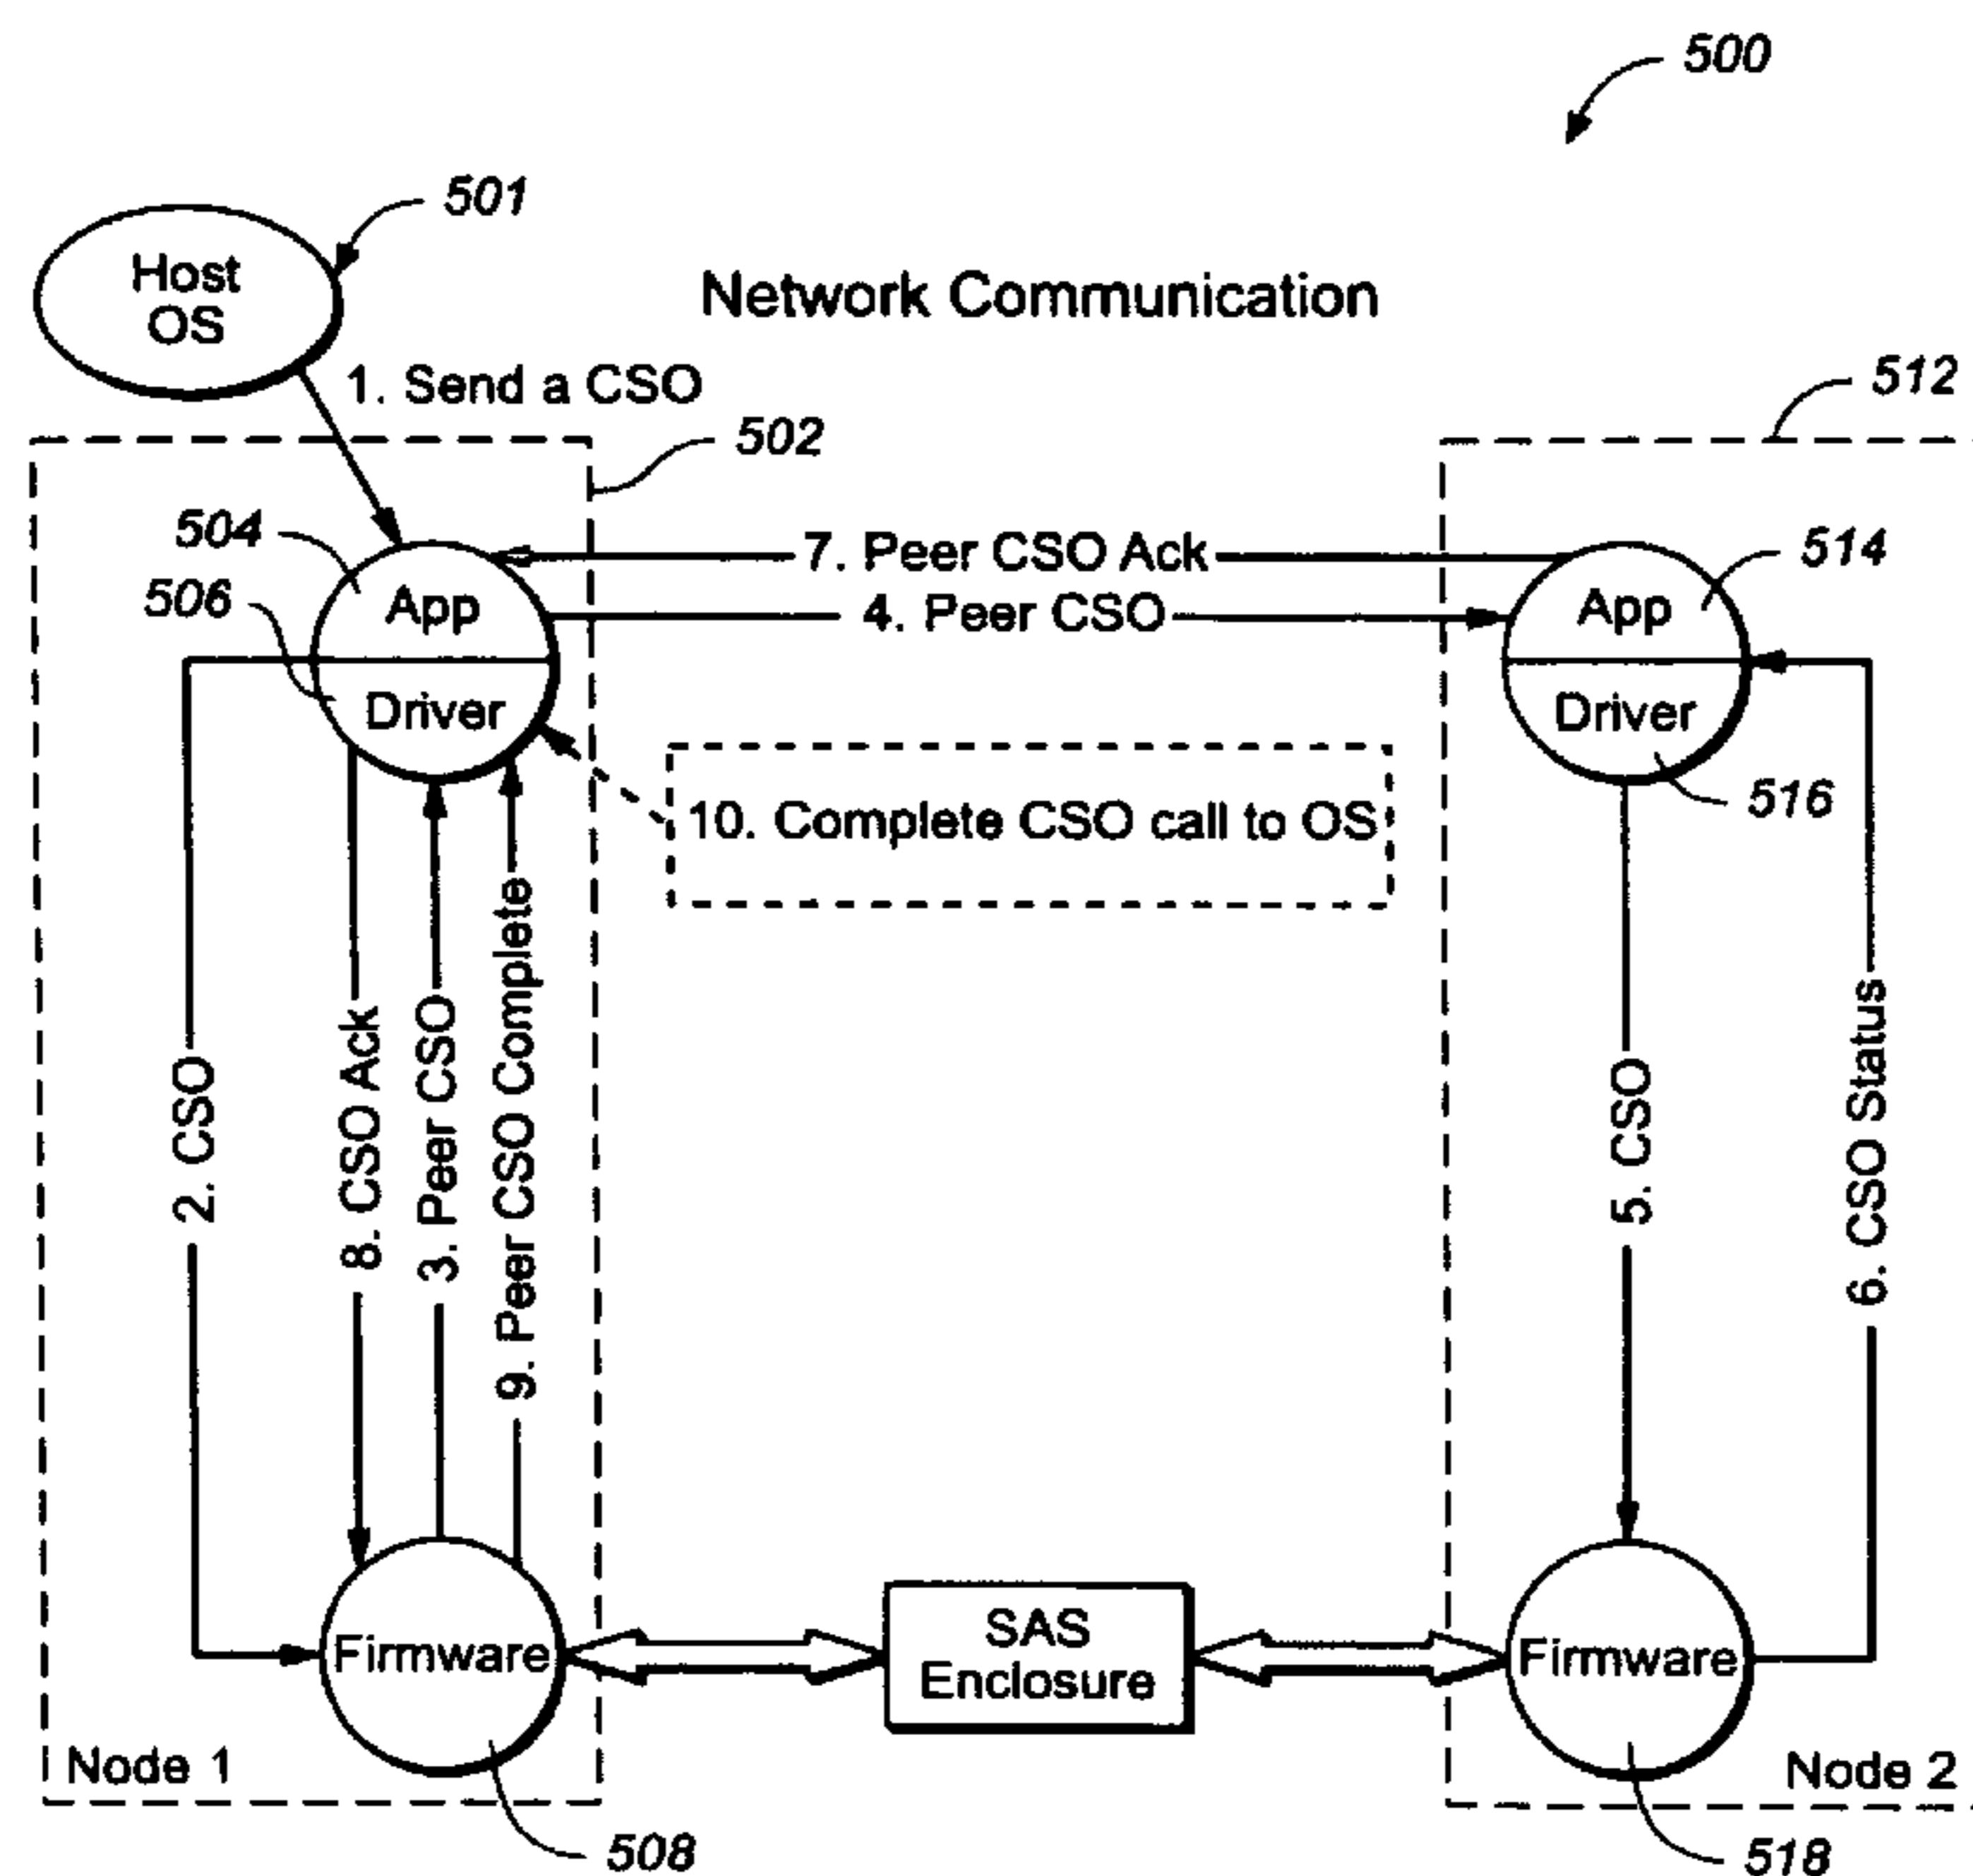 500
501
Host
OS
Network Communication
1. Send a CSO
502
512
504
506
App
Driver
7. Peer CSO Ack
4. Peer CSO
514
App
Driver
516
10. Complete CSO call to OS
2. CSO
8. CSO Ack
3. Peer CSO
9. Peer CSO Complete
5. CSO
6. CSO Status
Firmware
SAS
Enclosure
Firmware
Node 1
Node 2
508
518